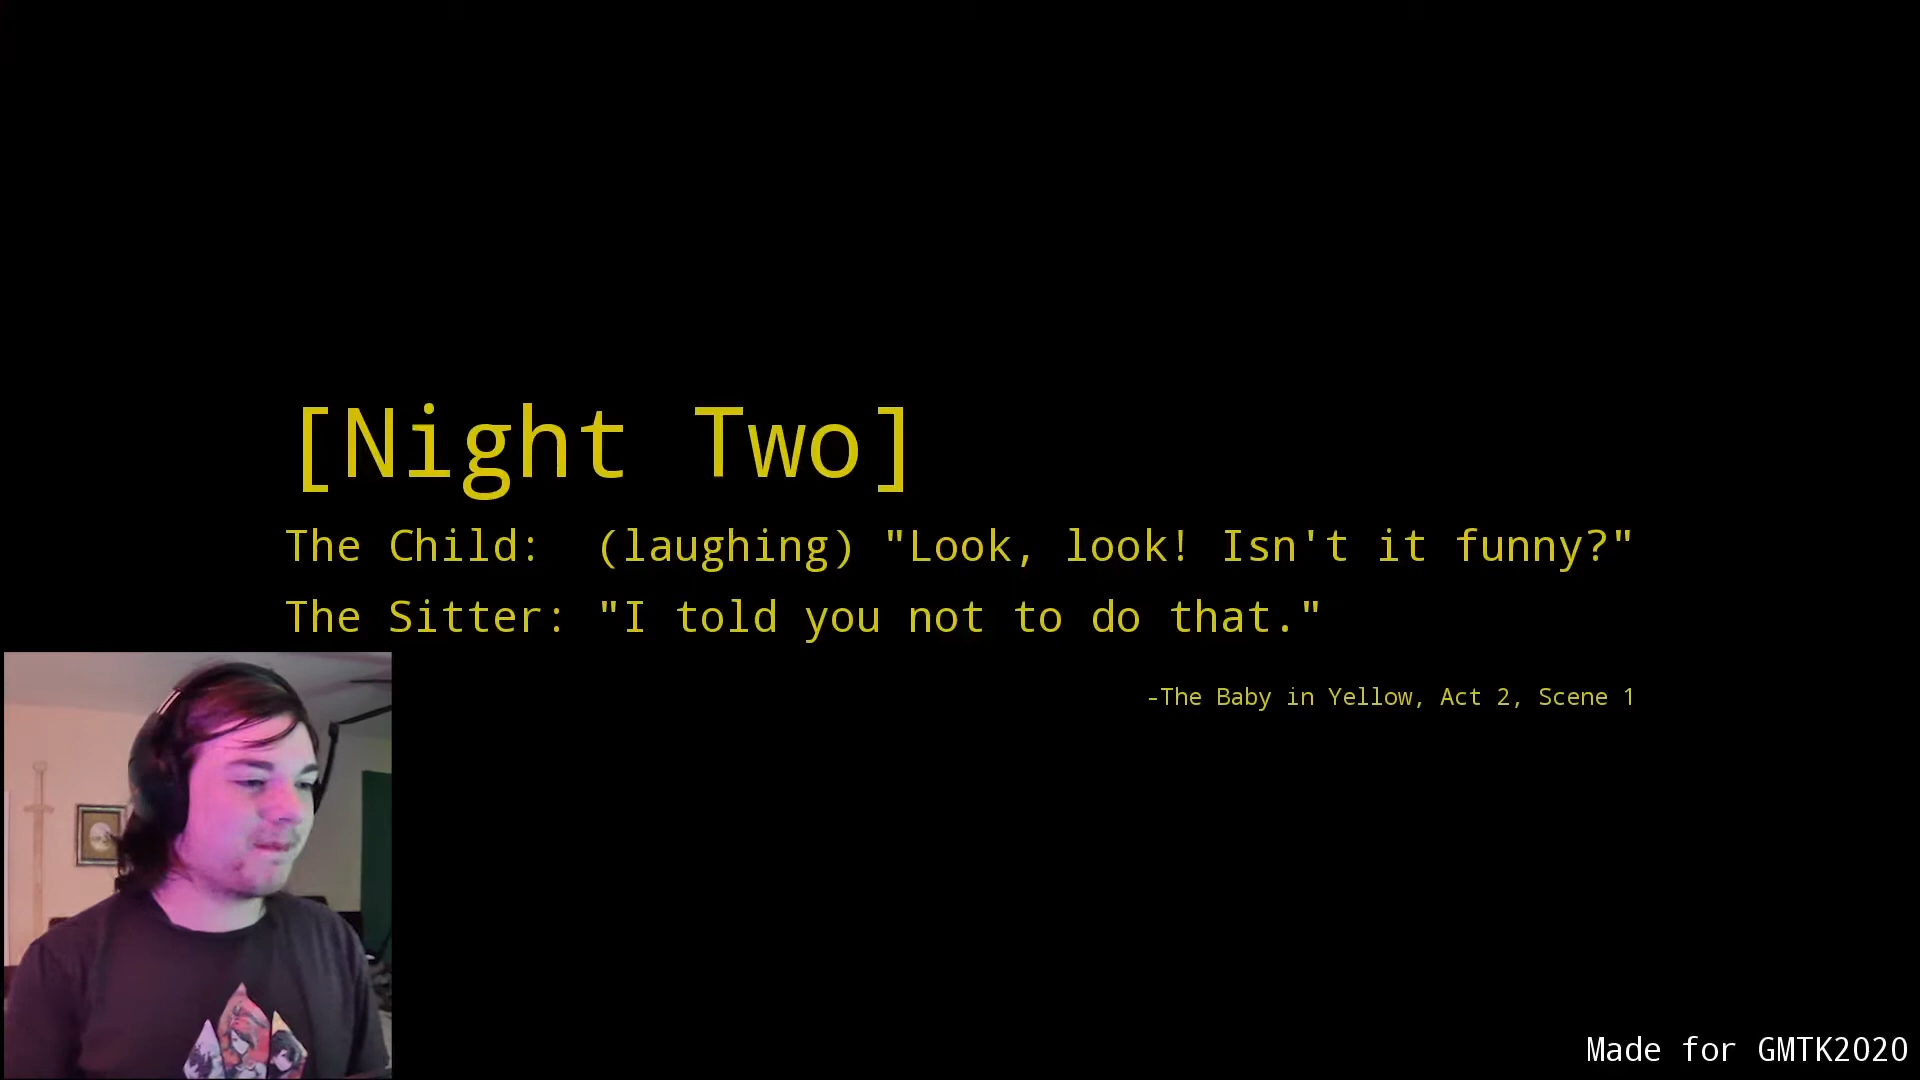 [Night Two]
The Child:  (laughing) "Look, look! Isn't it funny?"
The Sitter: "I told you not to do that."
-The Baby in Yellow, Act 2, Scene 1
Made for GMTK2020